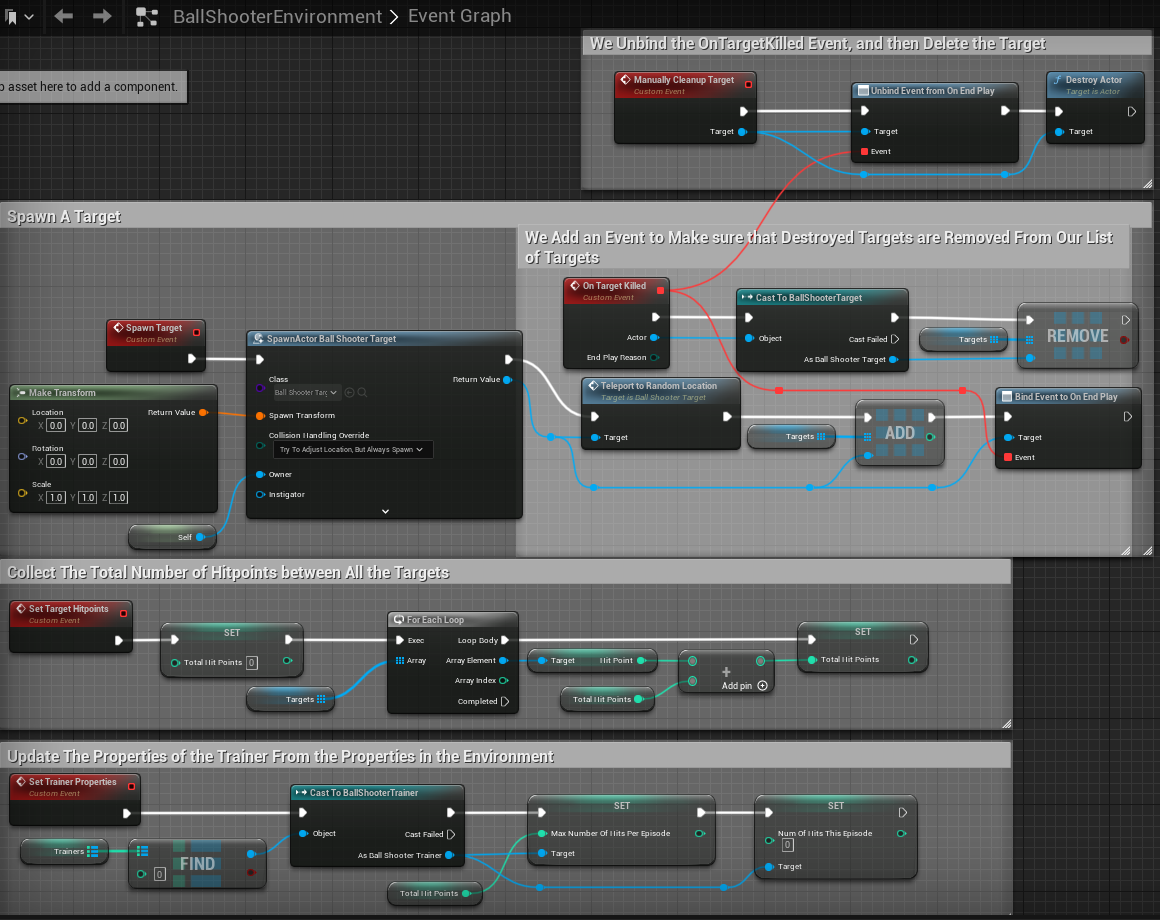 BallShooterEnvironment > Event Graph
We Unbind the OnTargetKilled Event, and then Delete the Target
asset here to add a component.
Manually Cleanup Target
Custom Event
Target
Unbind Event from On End Play
Target
Event
Destroy Actor
Target is Actor
Target
Spawn A Target
We Add an Event to Make sure that Destroyed Targets are Removed From Our List
of Targets
On Target Killed
Custom Event
Actor
End Play Reason
Cast To BallShooterTarget
Object
Cast Failed
As Ball Shooter Target
Targets
REMOVE
Spawn Target
Custom Event
SpawnActor Ball Shooter Target
Class
Return Value
Ball Shooter Targ
Spawn Transform
Collision Handling Override
Try To Adjust Location, But Always Spawn
Owner
Instigator
Make Transform
Location
Return Value
X 0.0 Y 0.0 Z 0.0
Rotation
X 0.0 Y 0.0 Z 0.0
Scale
X 1.0 Y 1.0 Z 1.0
Self
Teleport to Random Location
Target is Ball Shooter Target
Target
Targets
ADD
Bind Event to On End Play
Target
Event
Collect The Total Number of Hitpoints between All the Targets
Set Target Hitpoints
Custom Event
SET
Total Hit Points 0
Targets
For Each Loop
Exec Loop Body
Array Array Element
Array Index
Completed
Target Hit Point
Total Hit Points
+
Add pin
SET
Total Hit Points
Update The Properties of the Trainer From the Properties in the Environment
Set Trainer Properties
Custom Event
Trainers
0
FIND
Cast To BallShooterTrainer
Object
Cast Failed
As Ball Shooter Trainer
Total Hit Points
SET
Max Number Of Hits Per Episode
Target
SET
Num Of Hits This Episode
0
Target